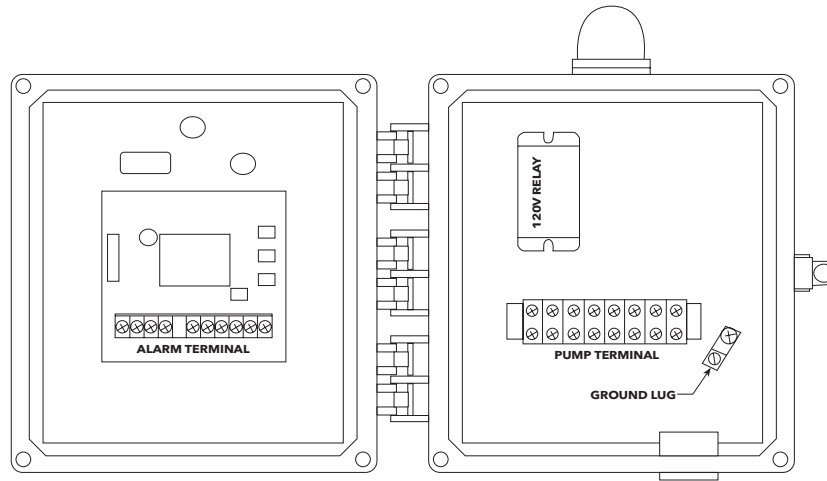 120V RELAY
ALARM TERMINAL
PUMP TERMINAL
GROUND LUG